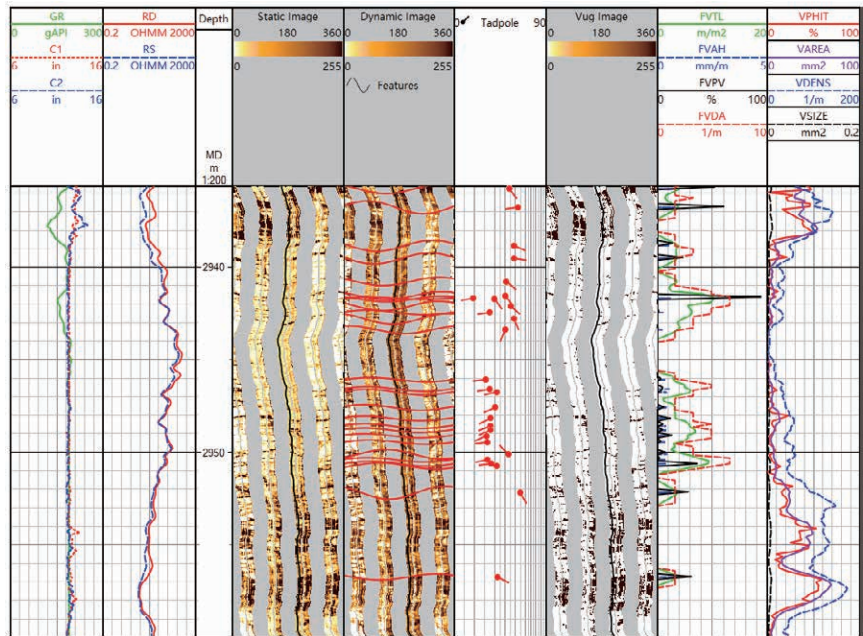 GR
0 gAPI 300
C1
6 in 16
C2
6 in 16
RD
0.2 OHMM 2000
RS
0.2 OHMM 2000
Depth
MD
m
1:200
Static Image
0 180 360
0 255
Dynamic Image
0 180 360
0 255
Features
0 Tadpole 90
Vug Image
0 180 360
0 255
FVTL
0 m/m2 20
FVAH
0 mm/m 5
FVPV
0 % 100
FVDA
0 1/m 10
VPHIT
0 % 100
VAREA
0 mm2 100
VDENS
0 1/m 200
VSIZE
0 mm2 0.2
2940
2950